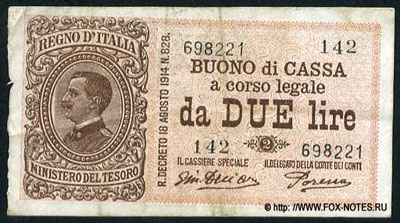 REGNO D'ITALIA
MINISTERO DEL TESORO
R. DECRETO 18 AGOSTO 1914 N. 828.
698221 142
BUONO di CASSA
a corso legale
da DUE lire
142 2 698221
IL CASSIERE SPECIALE IL DELEGATO DELLA CORTE DEI CONTI
Porena
WWW.FOX-NOTES.RU